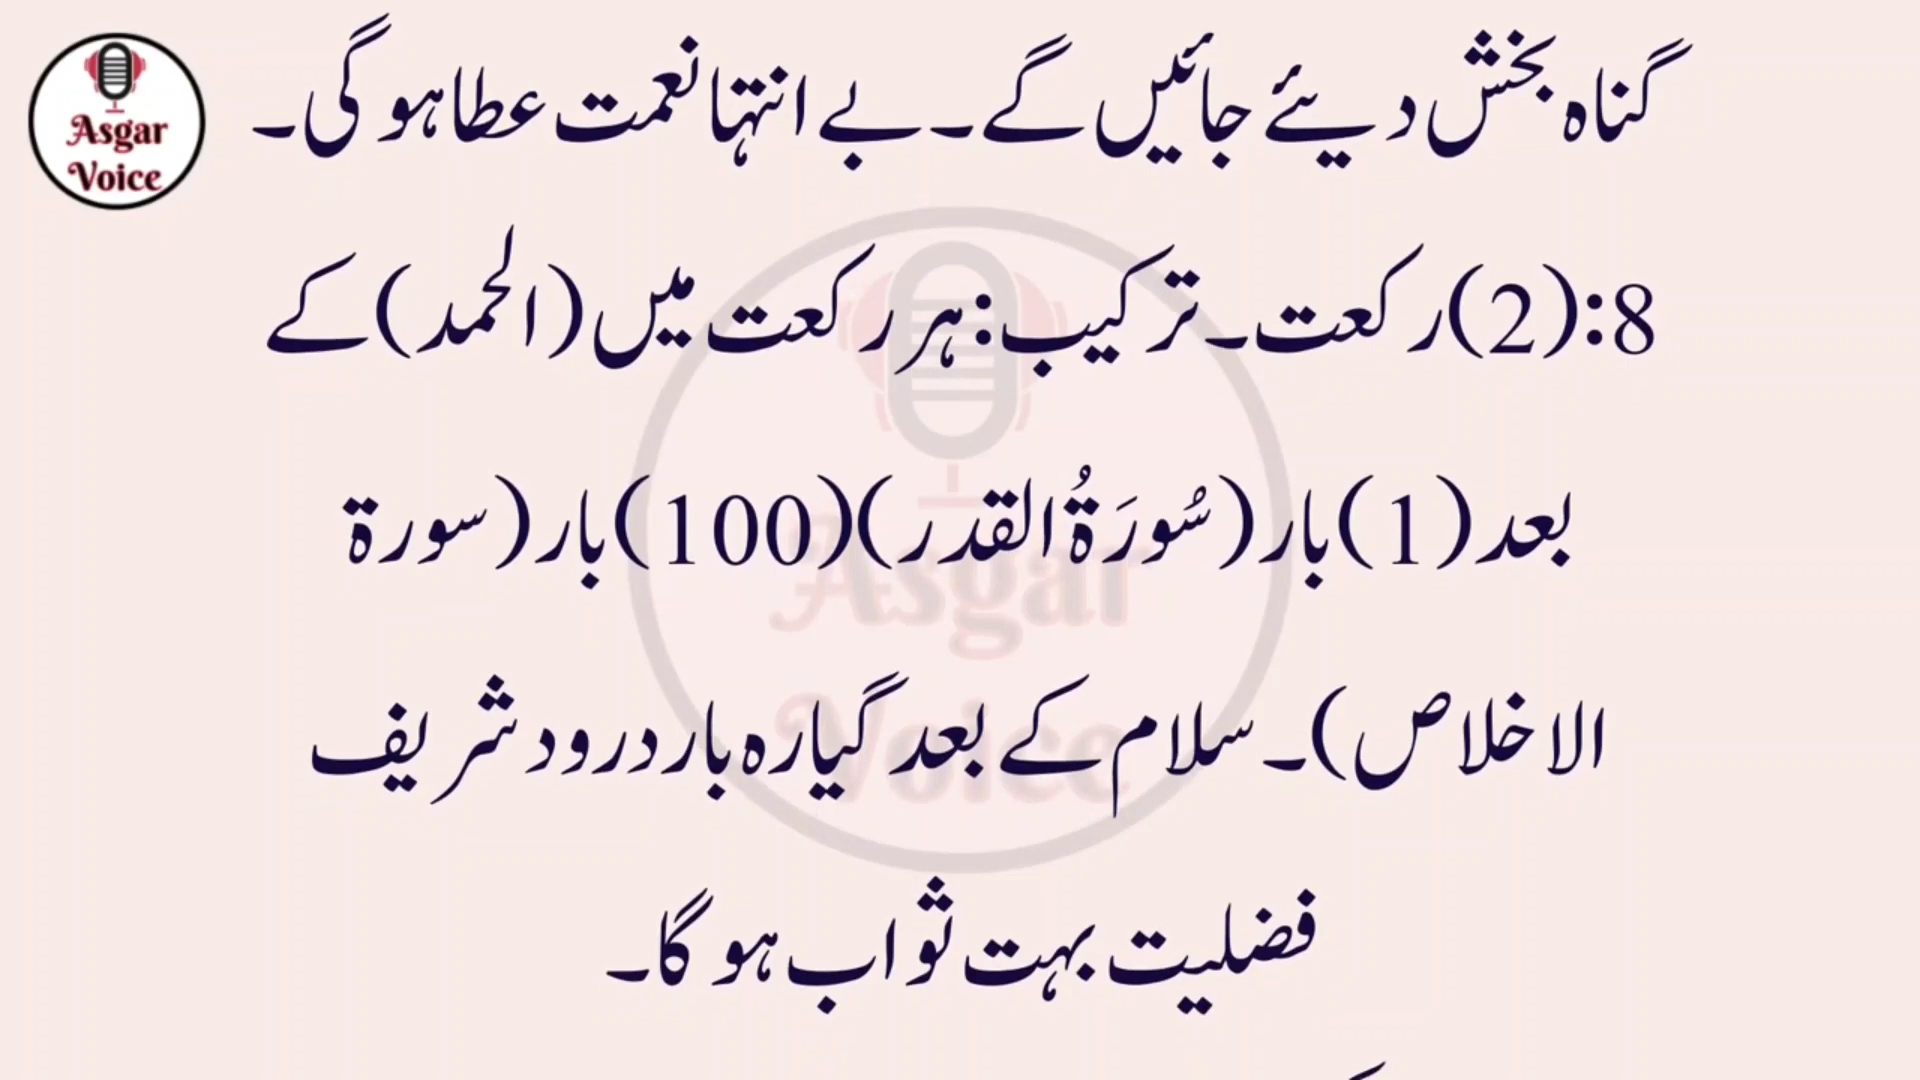 Asgar
Voice
گناہ بخش دیئے جائیں گے۔ بے انتہا نعمت عطا ہو گی۔
8:(2)رکعت۔ ترکیب: ہر رکعت میں (الحمد) کے
بعد (1) بار (سُورَۃُ القدر)(100) بار (سورۃ
الاخلاص)۔ سلام کے بعد گیارہ بار درود شریف
فضلیت بہت ثواب ہو گا۔
Asgar
Voice